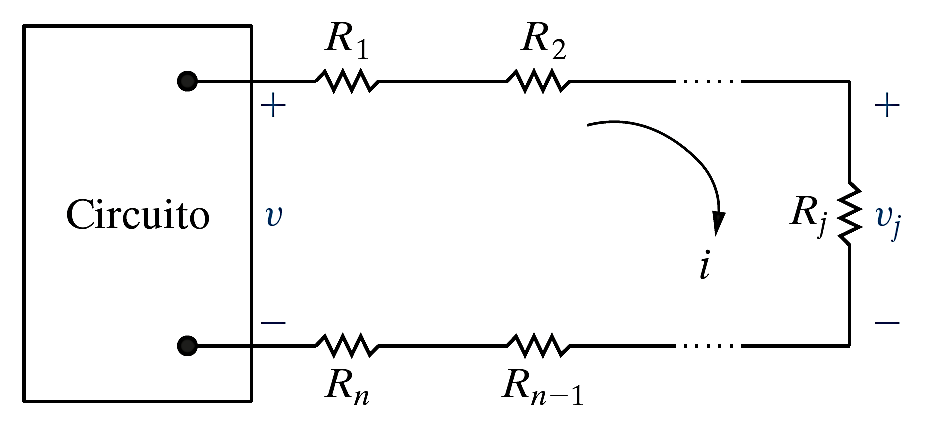 R₁ R₂
+ +
Circuito v Rⱼ vⱼ
i
− −
Rₙ Rₙ₋₁